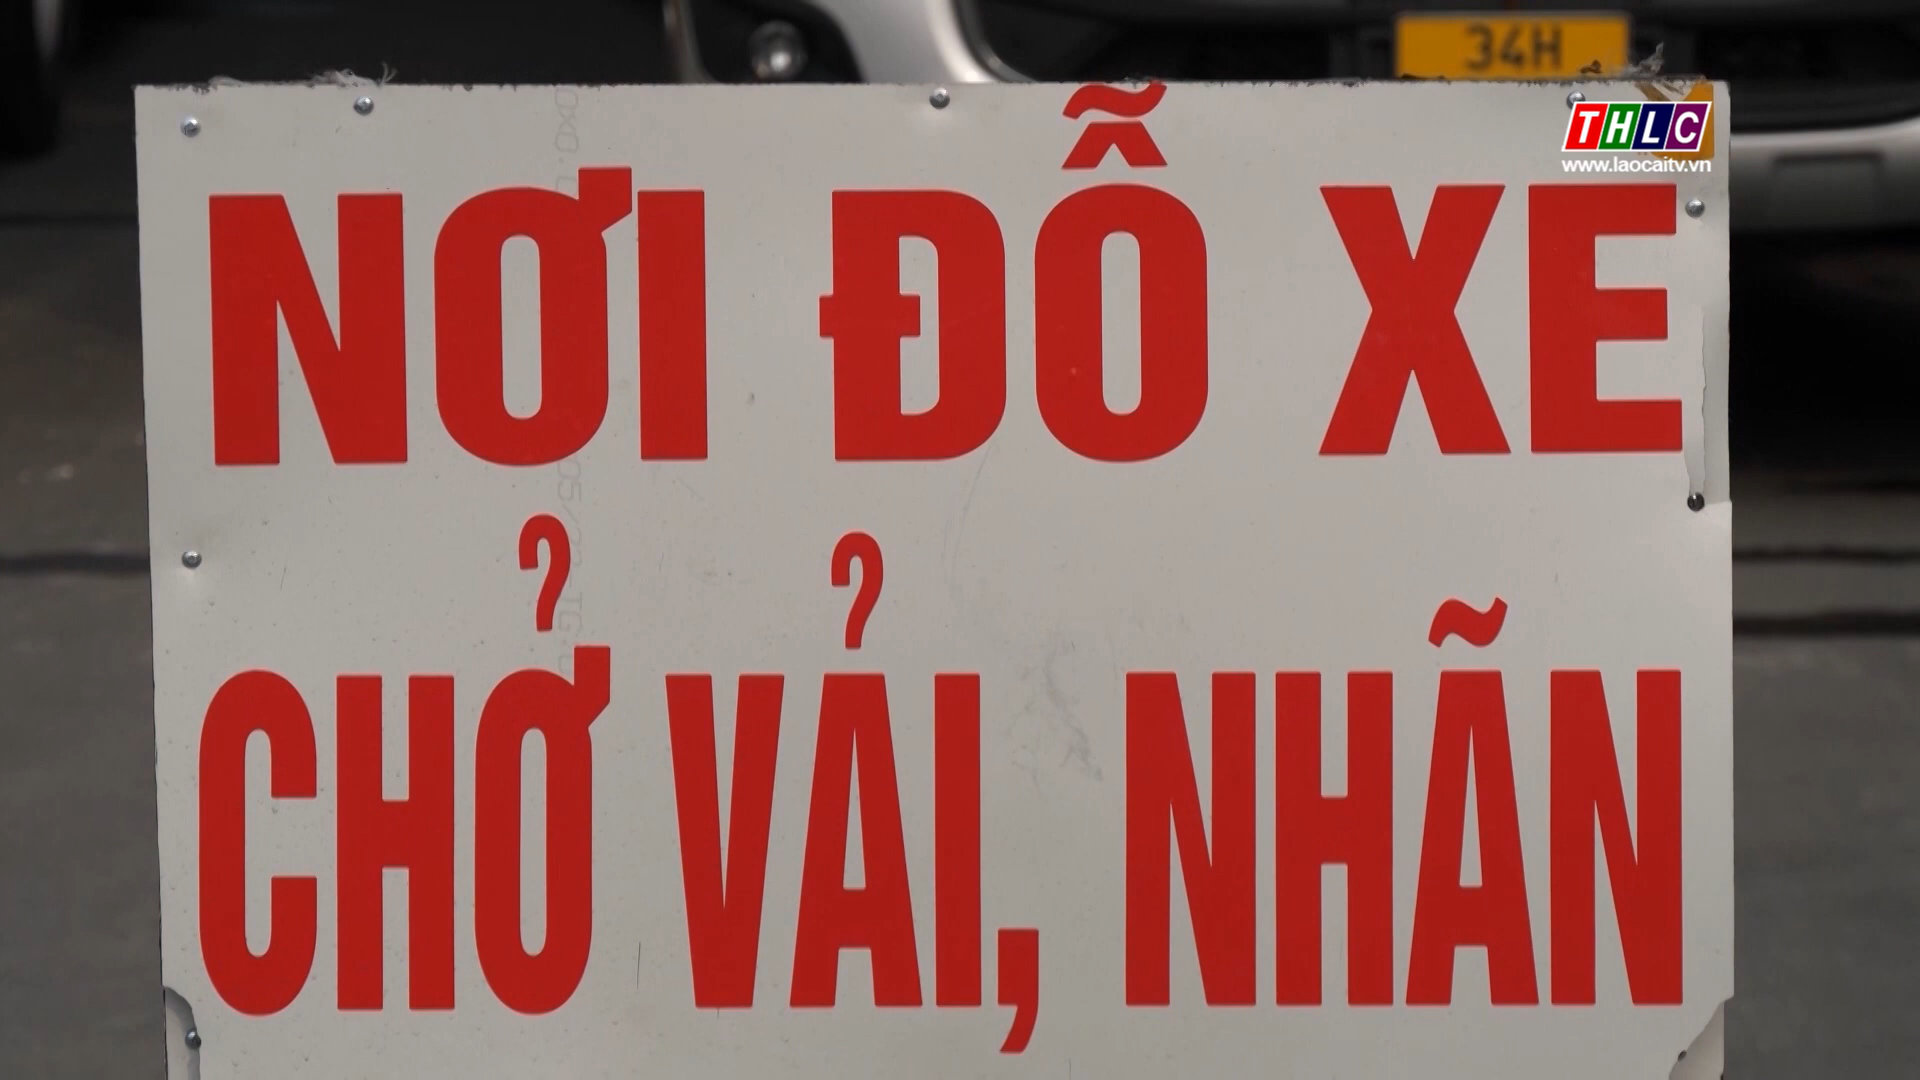 34H
THLC
www.laocaitv.vn
NƠI ĐỖ XE
CHỞ VẢI, NHÃN